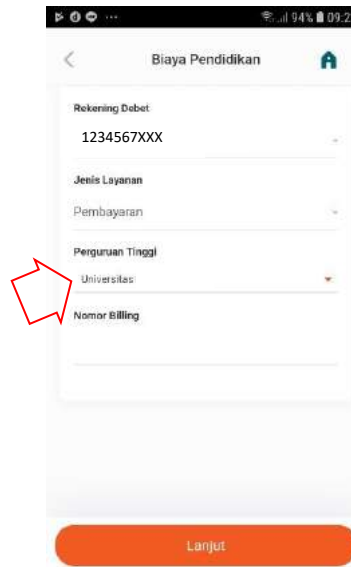 94% 09:2
Biaya Pendidikan
Rekening Debet
1234567XXX
Jenis Layanan
Pembayaran
Perguruan Tinggi
Universitas
Nomor Billing
Lanjut